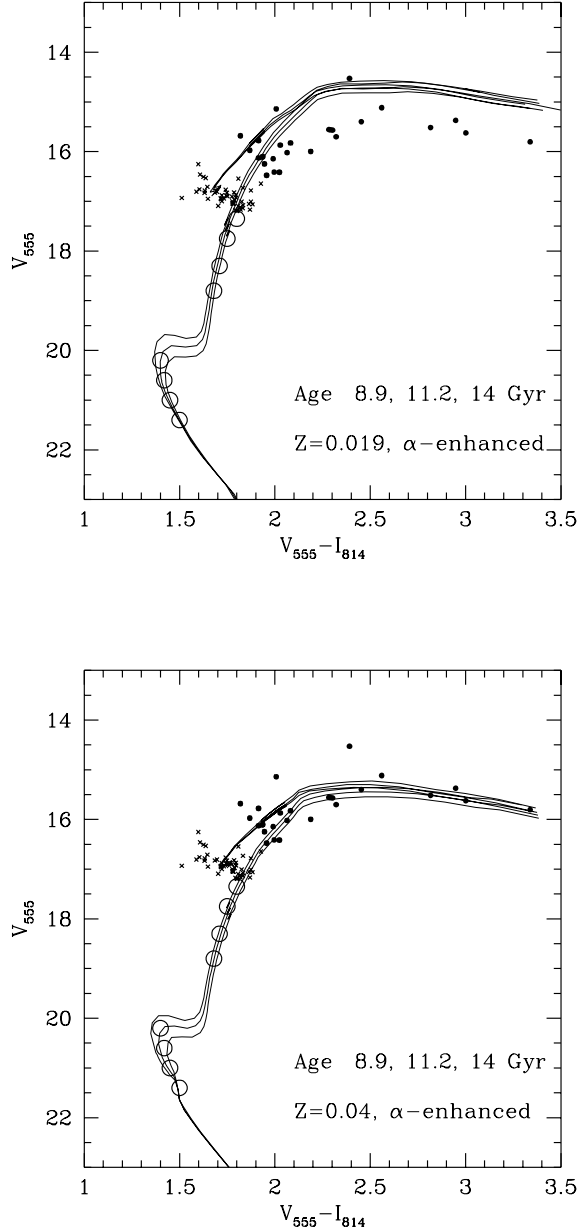 14
16
18
20
22
V555
Age 8.9, 11.2, 14 Gyr
Z=0.019, α-enhanced
1
1.5
2
2.5
3
3.5
V555-I814
14
16
18
20
22
V555
Age 8.9, 11.2, 14 Gyr
Z=0.04, α-enhanced
1
1.5
2
2.5
3
3.5
V555-I814